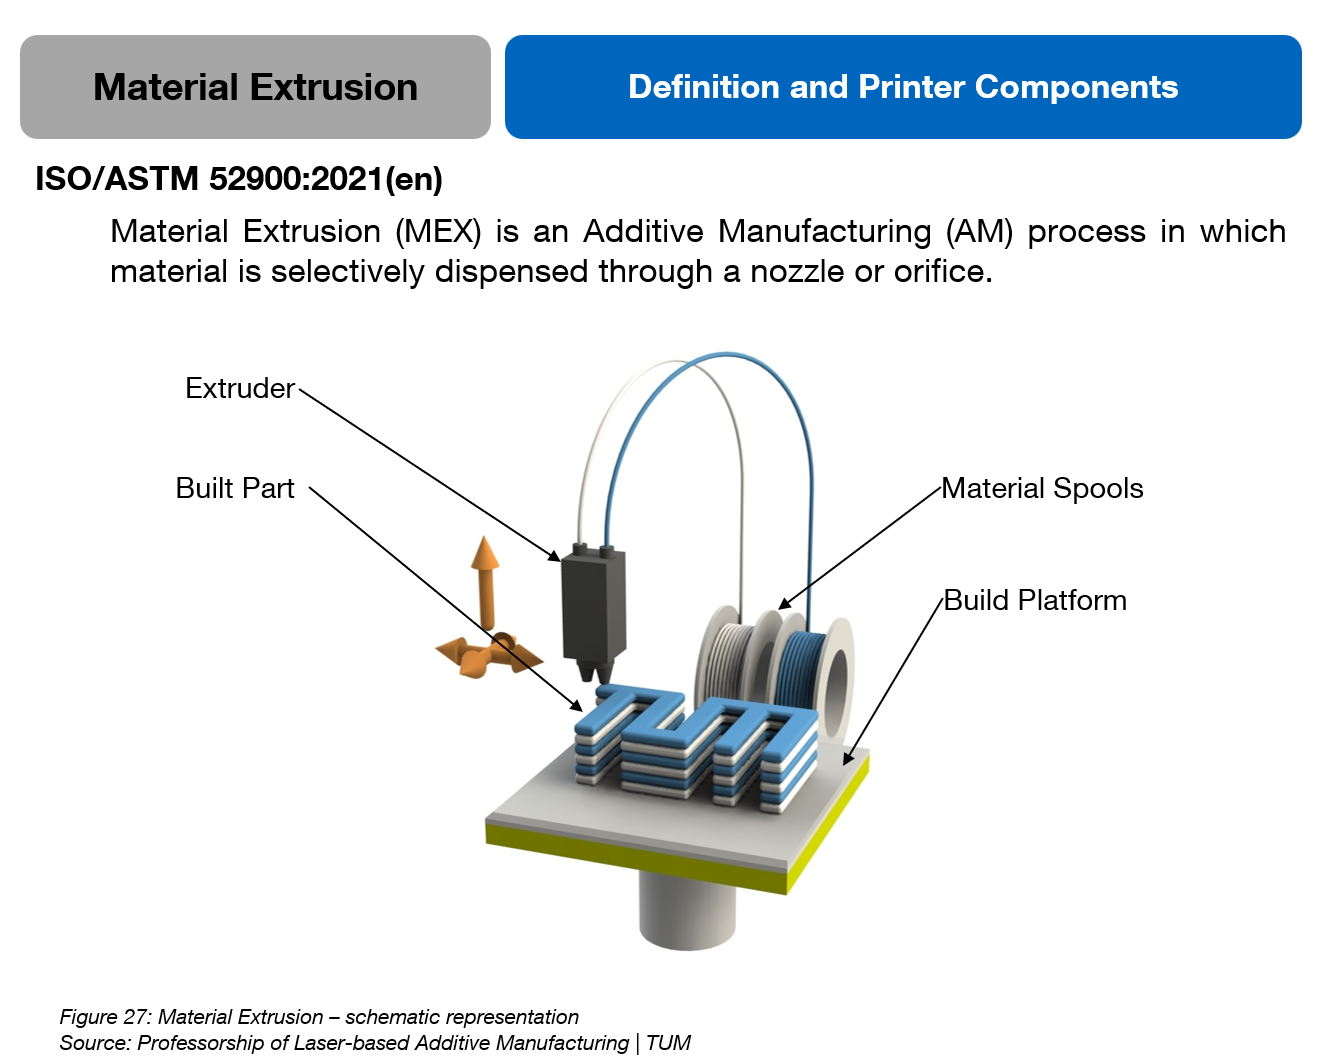 Material Extrusion
Definition and Printer Components
ISO/ASTM 52900:2021(en)
Material Extrusion (MEX) is an Additive Manufacturing (AM) process in which
material is selectively dispensed through a nozzle or orifice.
Extruder
Built Part
Material Spools
Build Platform
TUM
Figure 27: Material Extrusion – schematic representation
Source: Professorship of Laser-based Additive Manufacturing | TUM